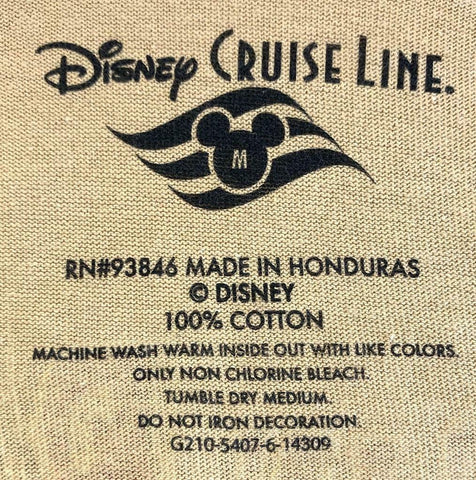 Disney Cruise Line.
M
RN#93846 MADE IN HONDURAS
© DISNEY
100% COTTON
MACHINE WASH WARM INSIDE OUT WITH LIKE COLORS.
ONLY NON CHLORINE BLEACH.
TUMBLE DRY MEDIUM.
DO NOT IRON DECORATION.
G210-5407-6-14309